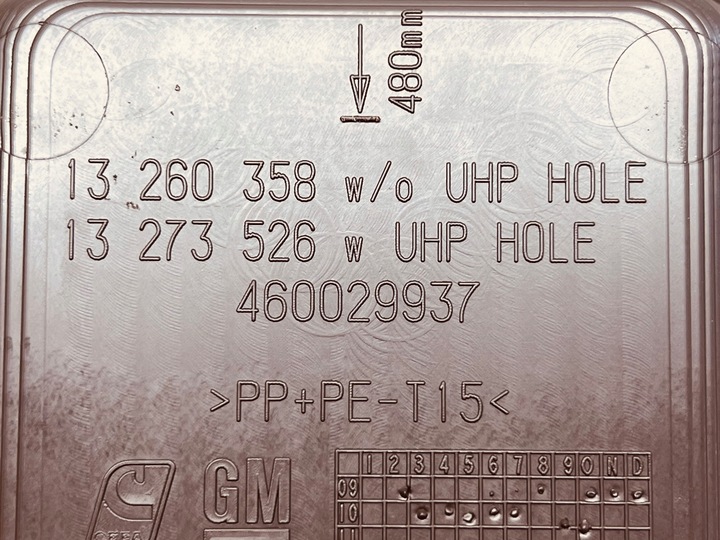 480mm
13 260 358 w/o UHP HOLE
13 273 526 w UHP HOLE
460029937
>PP+PE-T15<
GM
1 2 3 4 5 6 7 8 9 O N D
09
10